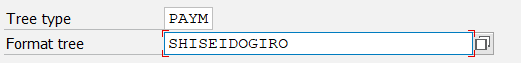 Tree type PAYM
Format tree SHISEIDOGIRO